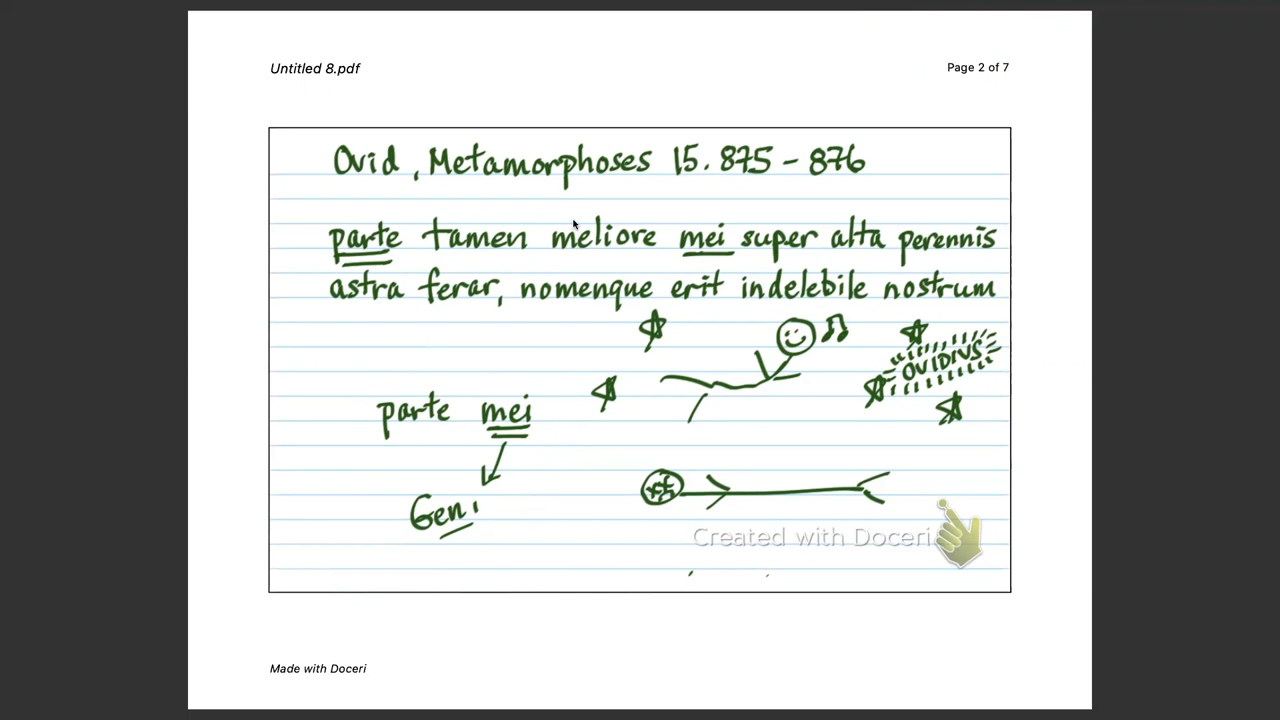 Untitled 8.pdf
Page 2 of 7
Ovid, Metamorphoses 15.875-876
parte tamen meliore mei super alta perennis
astra ferar, nomenque erit indelebile nostrum
OVIDIVS
parte mei
Gen.
Created with Doceri
Made with Doceri